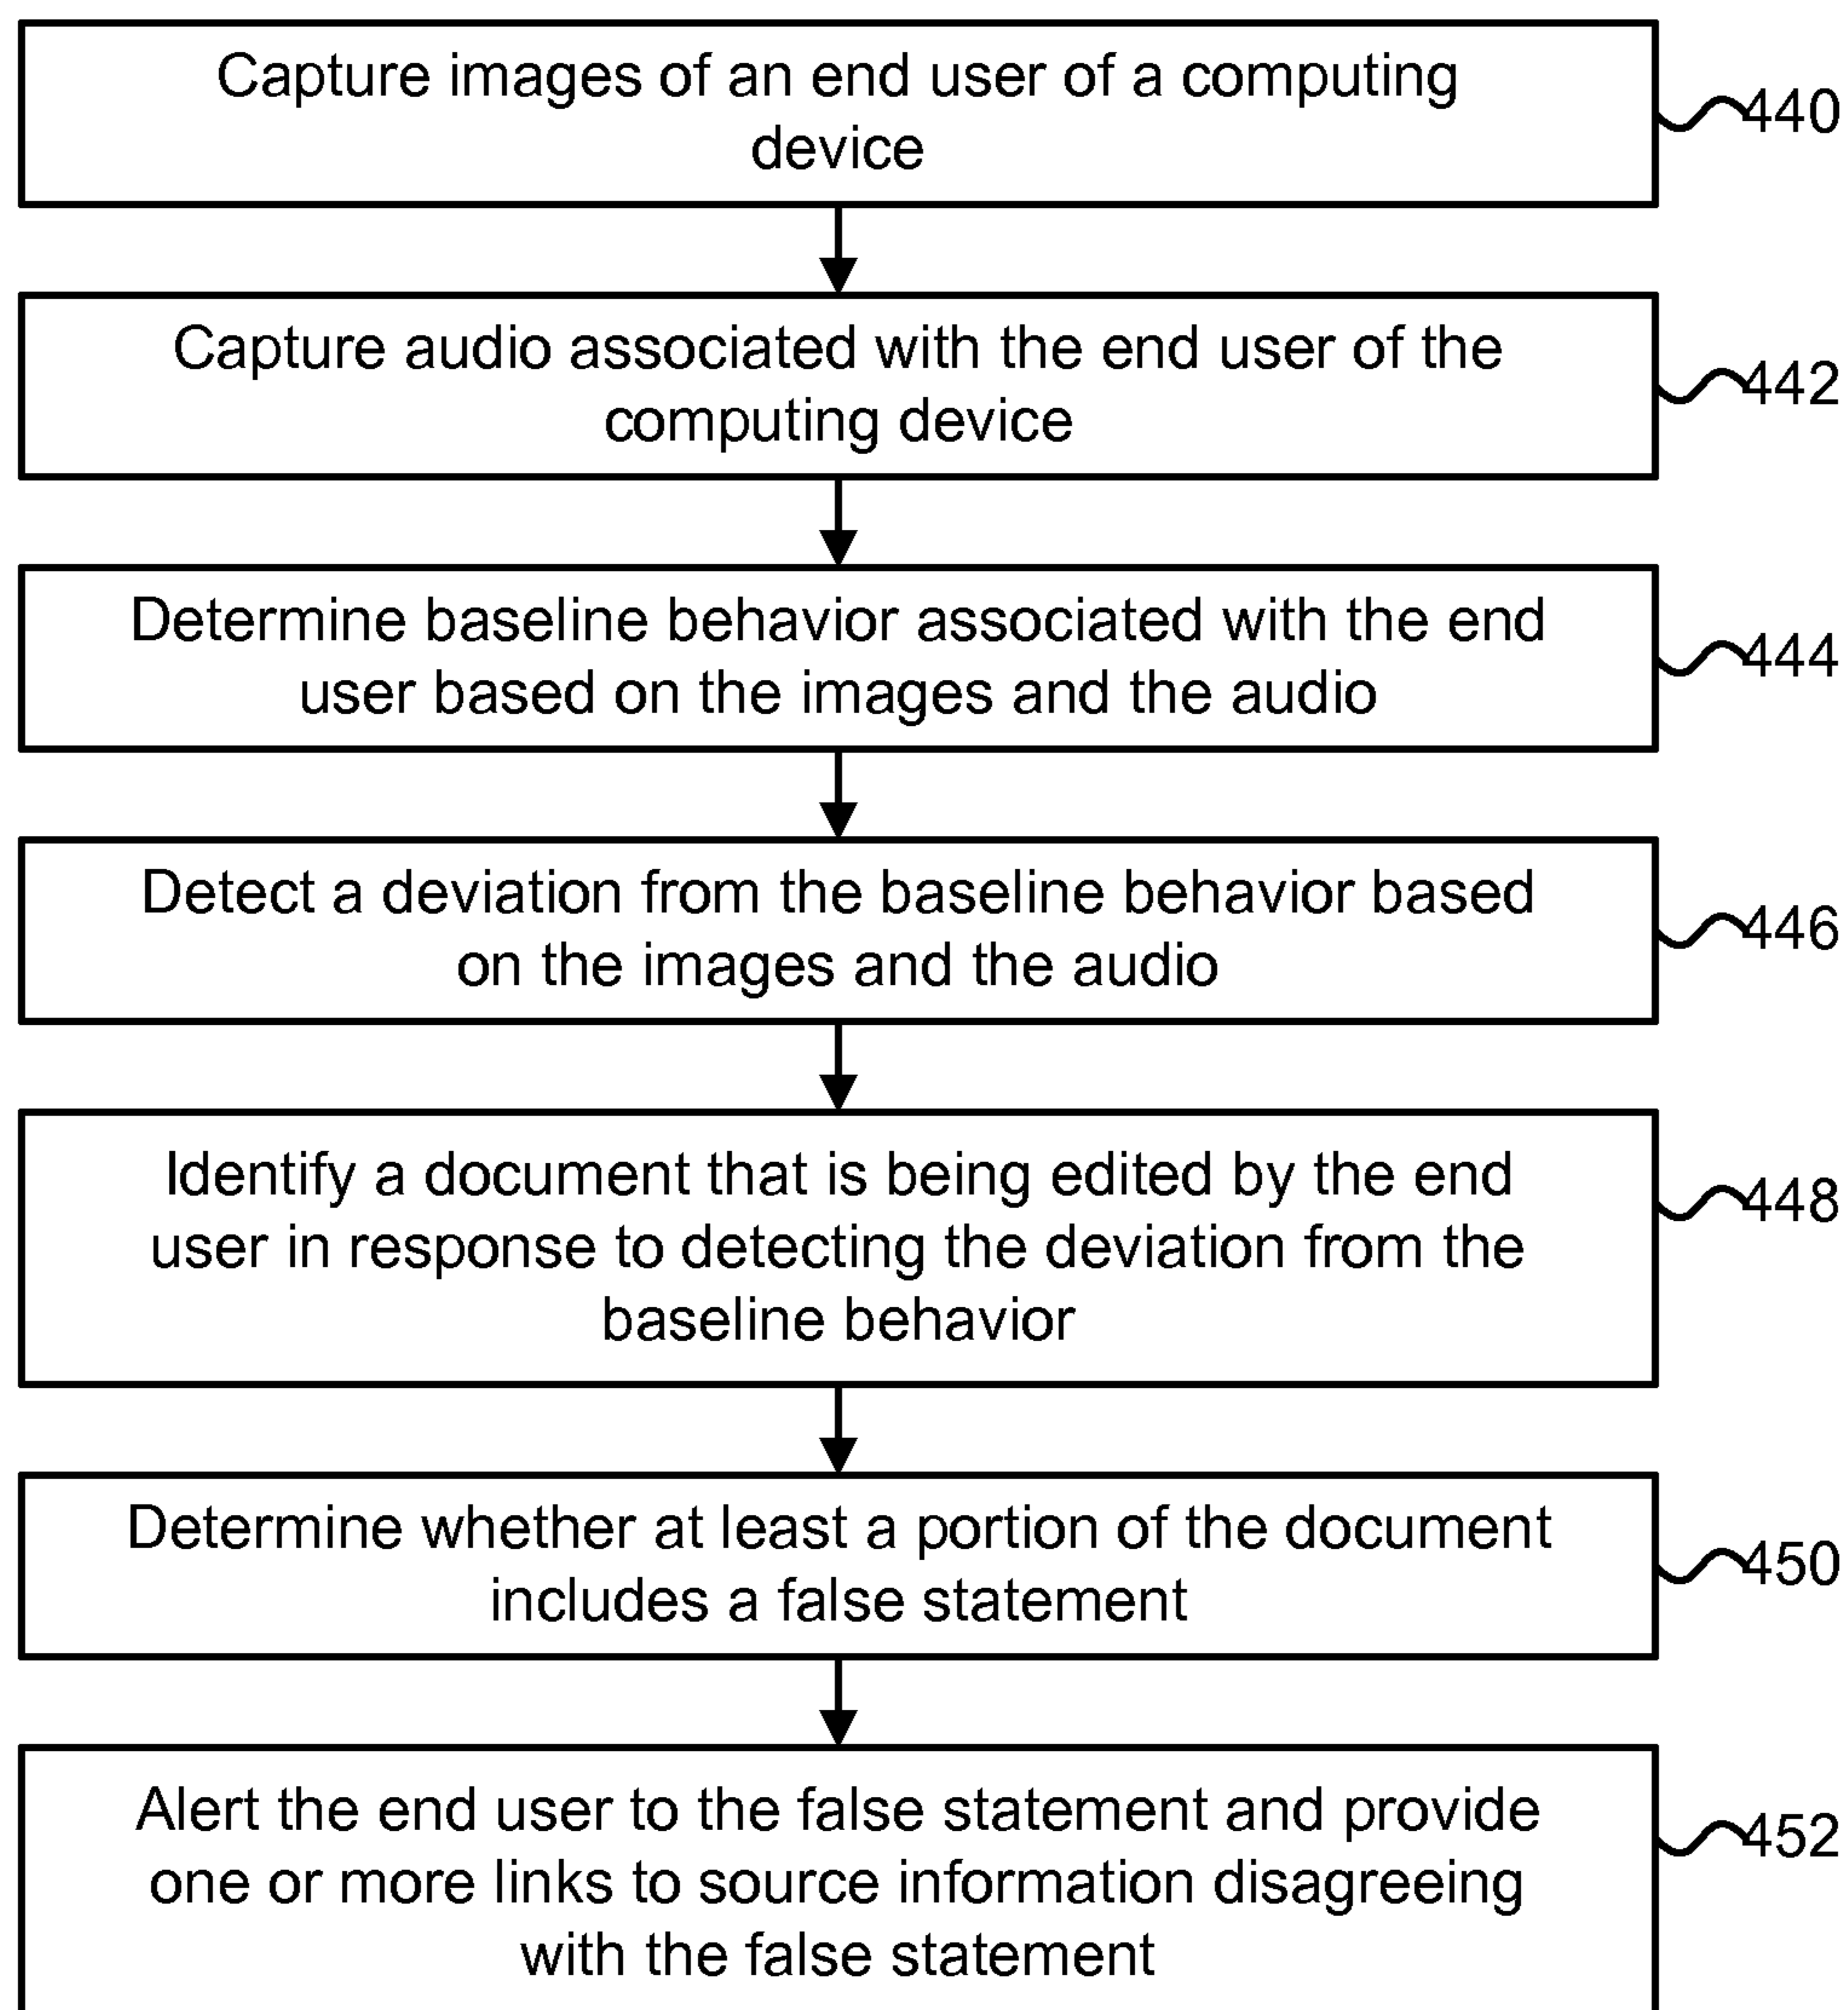 Capture images of an end user of a computing
device
440
Capture audio associated with the end user of the
computing device
442
Determine baseline behavior associated with the end
user based on the images and the audio
444
Detect a deviation from the baseline behavior based
on the images and the audio
446
Identify a document that is being edited by the end
user in response to detecting the deviation from the
baseline behavior
448
Determine whether at least a portion of the document
includes a false statement
450
Alert the end user to the false statement and provide
one or more links to source information disagreeing
with the false statement
452